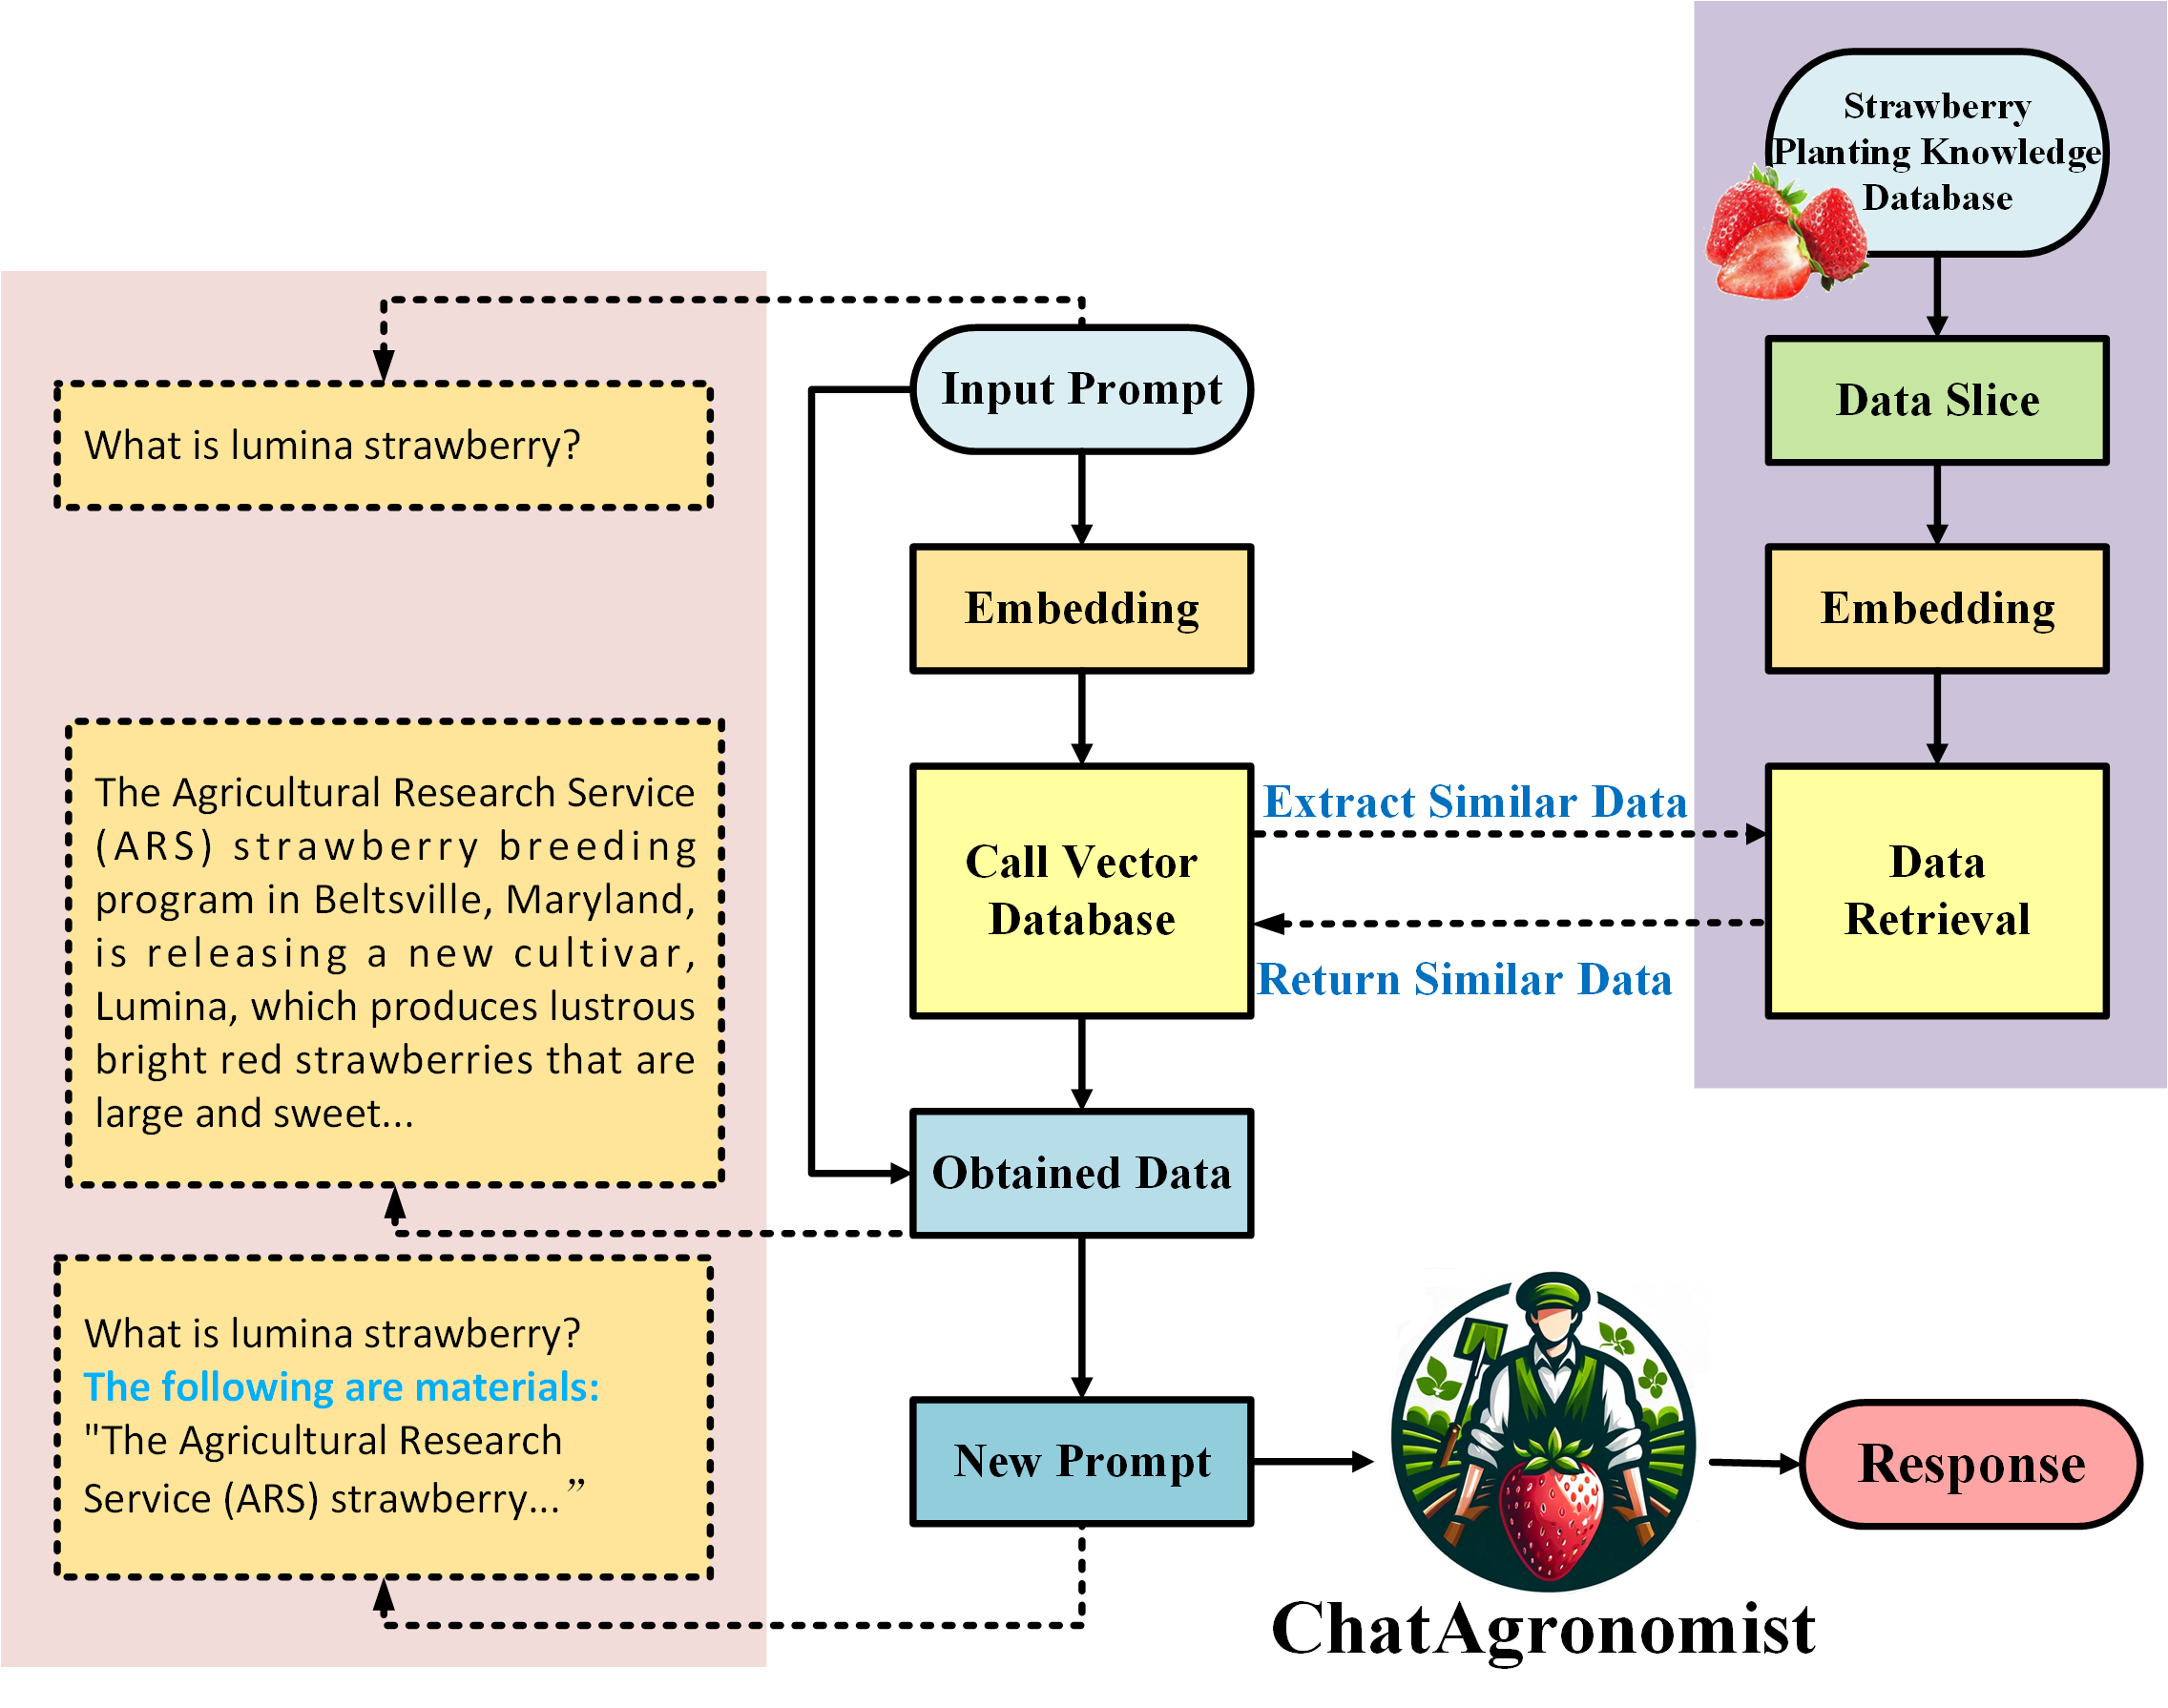 Strawberry
Planting Knowledge
Database
Data Slice
Embedding
Data
Retrieval
Input Prompt
Embedding
Call Vector
Database
Extract Similar Data
Return Similar Data
Obtained Data
New Prompt
ChatAgronomist
Response
What is lumina strawberry?
The Agricultural Research Service
(ARS) strawberry breeding
program in Beltsville, Maryland,
is releasing a new cultivar,
Lumina, which produces lustrous
bright red strawberries that are
large and sweet...
What is lumina strawberry?
The following are materials:
"The Agricultural Research
Service (ARS) strawberry...”